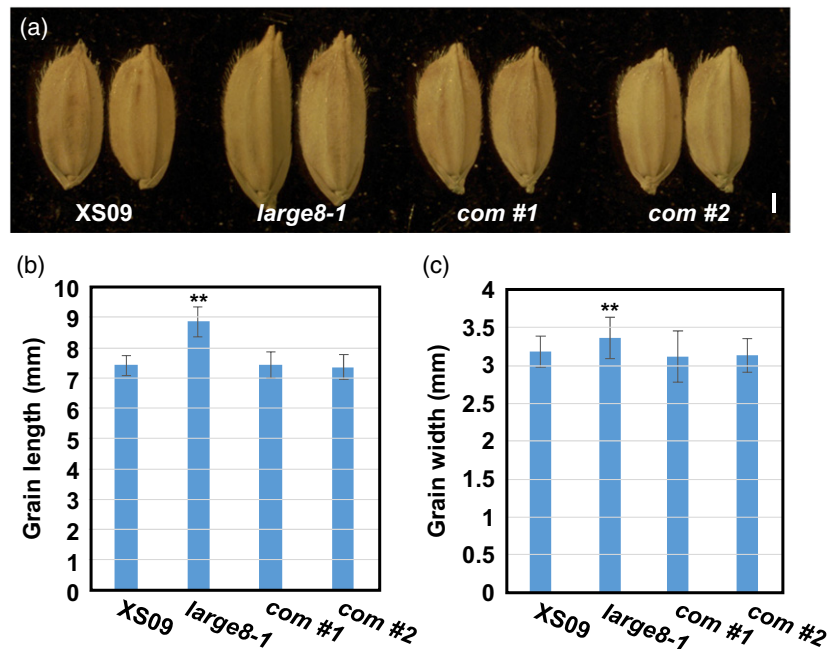 (a)
XS09 large8-1 com #1 com #2
(b)
Grain length (mm)
10
9
8
7
6
5
4
3
2
1
0
**
XS09 large8-1 com #1 com #2
(c)
Grain width (mm)
4
3.5
3
2.5
2
1.5
1
0.5
0
**
XS09 large8-1 com #1 com #2